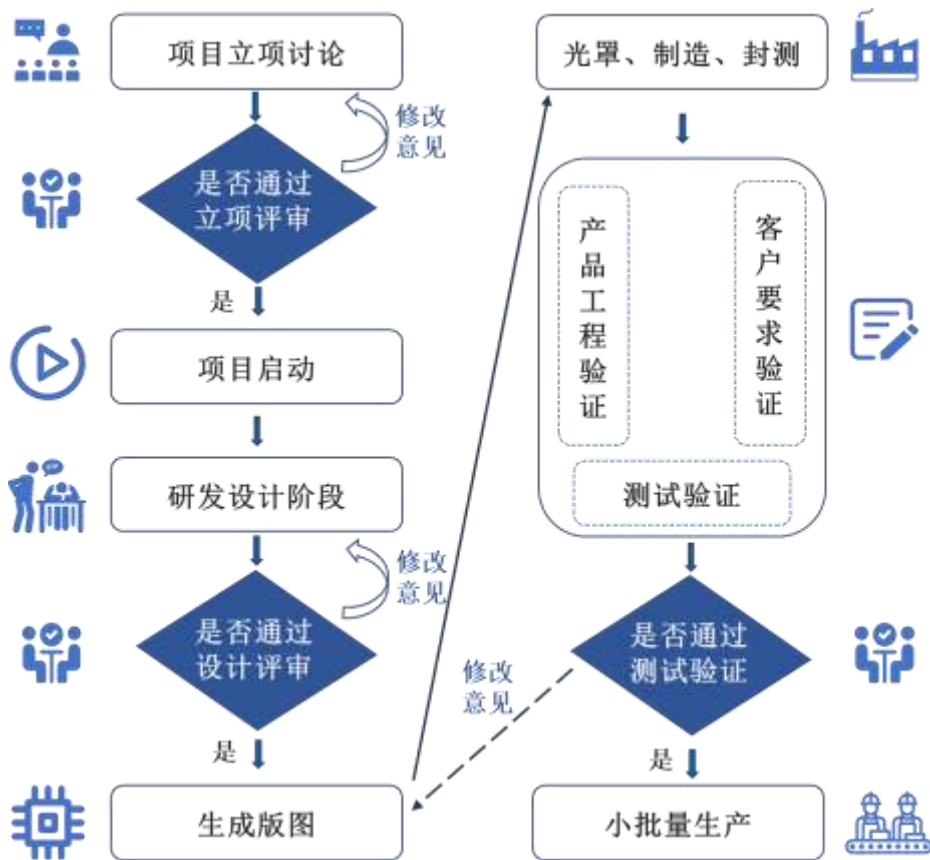 项目立项讨论
修改
意见
是否通过
立项评审
是
项目启动
研发设计阶段
修改
意见
是否通过
设计评审
是
生成版图
光罩、制造、封测
产品工程验证
客户要求验证
测试验证
是否通过
测试验证
修改
意见
是
小批量生产